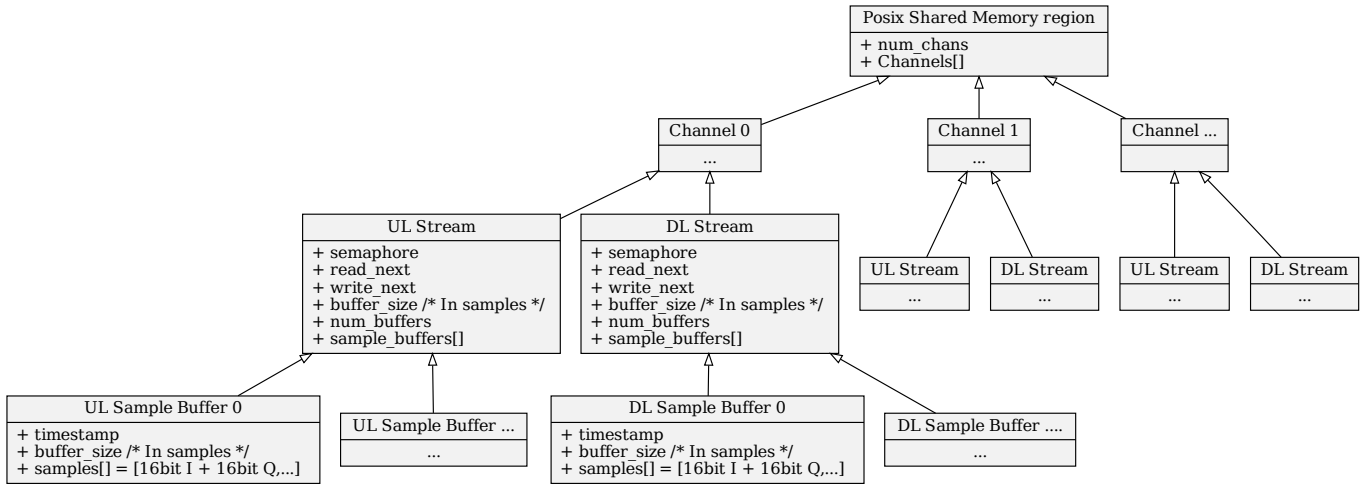 Posix Shared Memory region
+ num_chans
+ Channels[]
Channel 0
...
Channel 1
...
Channel ...
UL Stream
+ semaphore
+ read_next
+ write_next
+ buffer_size /* In samples */
+ num_buffers
+ sample_buffers[]
DL Stream
+ semaphore
+ read_next
+ write_next
+ buffer_size /* In samples */
+ num_buffers
+ sample_buffers[]
UL Stream
...
DL Stream
...
UL Stream
...
DL Stream
...
UL Sample Buffer 0
+ timestamp
+ buffer_size /* In samples */
+ samples[] = [16bit I + 16bit Q,...]
UL Sample Buffer ...
...
DL Sample Buffer 0
+ timestamp
+ buffer_size /* In samples */
+ samples[] = [16bit I + 16bit Q,...]
DL Sample Buffer ....
...